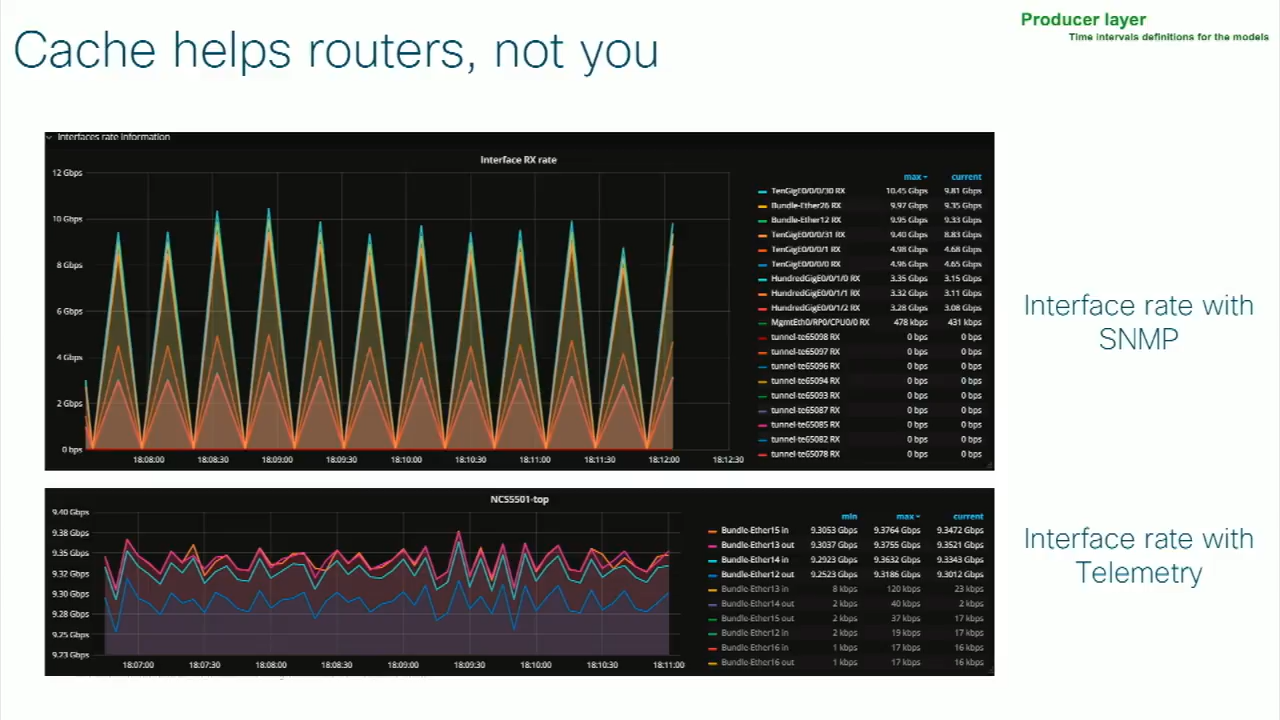 Cache helps routers, not you
Producer layer
Time intervals definitions for the models
Interfaces rate information
Interface RX rate
12 Gbps
10 Gbps
8 Gbps
6 Gbps
4 Gbps
2 Gbps
0 bps
18:08:00 18:08:30 18:09:00 18:09:30 18:10:00 18:10:30 18:11:00 18:11:30 18:12:00 18:12:30
max current
TenGigE0/0/0/30 RX 10.45 Gbps 9.81 Gbps
Bundle-Ether26 RX 9.97 Gbps 9.35 Gbps
Bundle-Ether12 RX 9.95 Gbps 9.33 Gbps
TenGigE0/0/0/31 RX 9.40 Gbps 8.83 Gbps
TenGigE0/0/0/1 RX 4.98 Gbps 4.68 Gbps
TenGigE0/0/0/0 RX 4.96 Gbps 4.65 Gbps
HundredGigE0/0/1/0 RX 3.35 Gbps 3.15 Gbps
HundredGigE0/0/1/1 RX 3.32 Gbps 3.11 Gbps
HundredGigE0/0/1/2 RX 3.28 Gbps 3.08 Gbps
MgmtEth0/RP0/CPU0/0 RX 478 kbps 431 kbps
tunnel-te65098 RX 0 bps 0 bps
tunnel-te65097 RX 0 bps 0 bps
tunnel-te65096 RX 0 bps 0 bps
tunnel-te65094 RX 0 bps 0 bps
tunnel-te65093 RX 0 bps 0 bps
tunnel-te65087 RX 0 bps 0 bps
tunnel-te65085 RX 0 bps 0 bps
tunnel-te65082 RX 0 bps 0 bps
tunnel-te65078 RX 0 bps 0 bps
Interface rate with
SNMP
NCS5501-top
9.40 Gbps
9.38 Gbps
9.35 Gbps
9.32 Gbps
9.30 Gbps
9.28 Gbps
9.25 Gbps
9.23 Gbps
18:07:00 18:07:30 18:08:00 18:08:30 18:09:00 18:09:30 18:10:00 18:10:30 18:11:00
min max current
Bundle-Ether15 in 9.3053 Gbps 9.3764 Gbps 9.3472 Gbps
Bundle-Ether13 out 9.3037 Gbps 9.3755 Gbps 9.3521 Gbps
Bundle-Ether14 in 9.2923 Gbps 9.3632 Gbps 9.3343 Gbps
Bundle-Ether12 out 9.2523 Gbps 9.3186 Gbps 9.3012 Gbps
Bundle-Ether13 in 8 kbps 120 kbps 23 kbps
Bundle-Ether14 out 2 kbps 40 kbps 2 kbps
Bundle-Ether15 out 2 kbps 37 kbps 17 kbps
Bundle-Ether12 in 2 kbps 19 kbps 17 kbps
Bundle-Ether16 in 1 kbps 17 kbps 16 kbps
Bundle-Ether16 out 1 kbps 17 kbps 16 kbps
Interface rate with
Telemetry